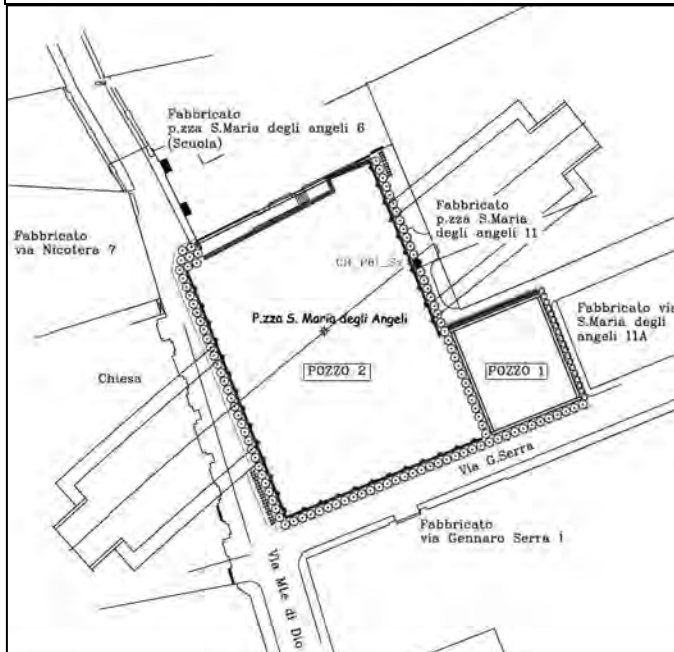 Fabbricato
p.zza S.Maria degli angeli 6
(Scuola)
Fabbricato
p.zza S.Maria
degli angeli 11
Fabbricato
via Nicotera 7
P.zza S. Maria degli Angeli
Fabbricato via
S.Maria degli
angeli 11A
Chiesa
POZZO 2
POZZO 1
Via G.Serra
Fabbricato
via Gennaro Serra 1
Via Mte di Dio